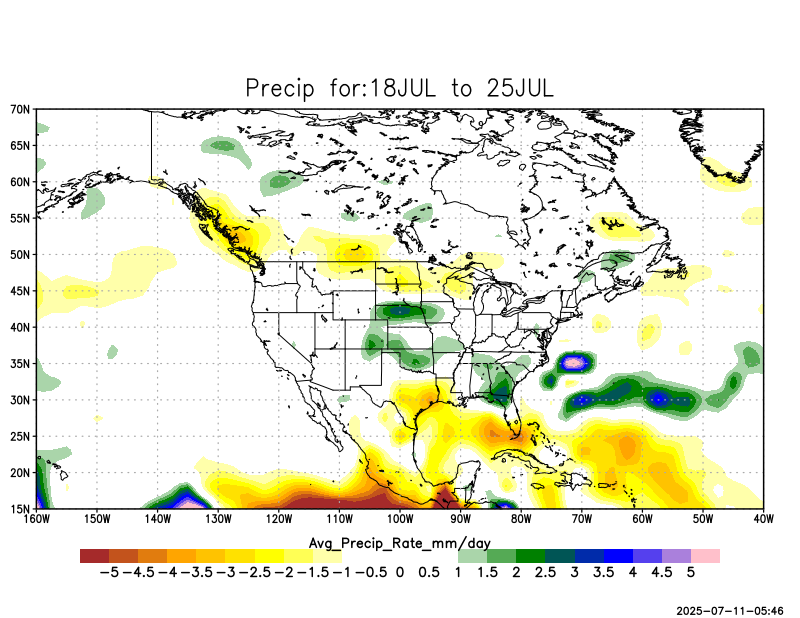 Precip for:18JUL to 25JUL
70N
65N
60N
55N
50N
45N
40N
35N
30N
25N
20N
15N
160W 150W 140W 130W 120W 110W 100W 90W 80W 70W 60W 50W 40W
Avg_Precip_Rate_mm/day
-5 -4.5 -4 -3.5 -3 -2.5 -2 -1.5 -1 -0.5 0 0.5 1 1.5 2 2.5 3 3.5 4 4.5 5
2025-07-11-05:46